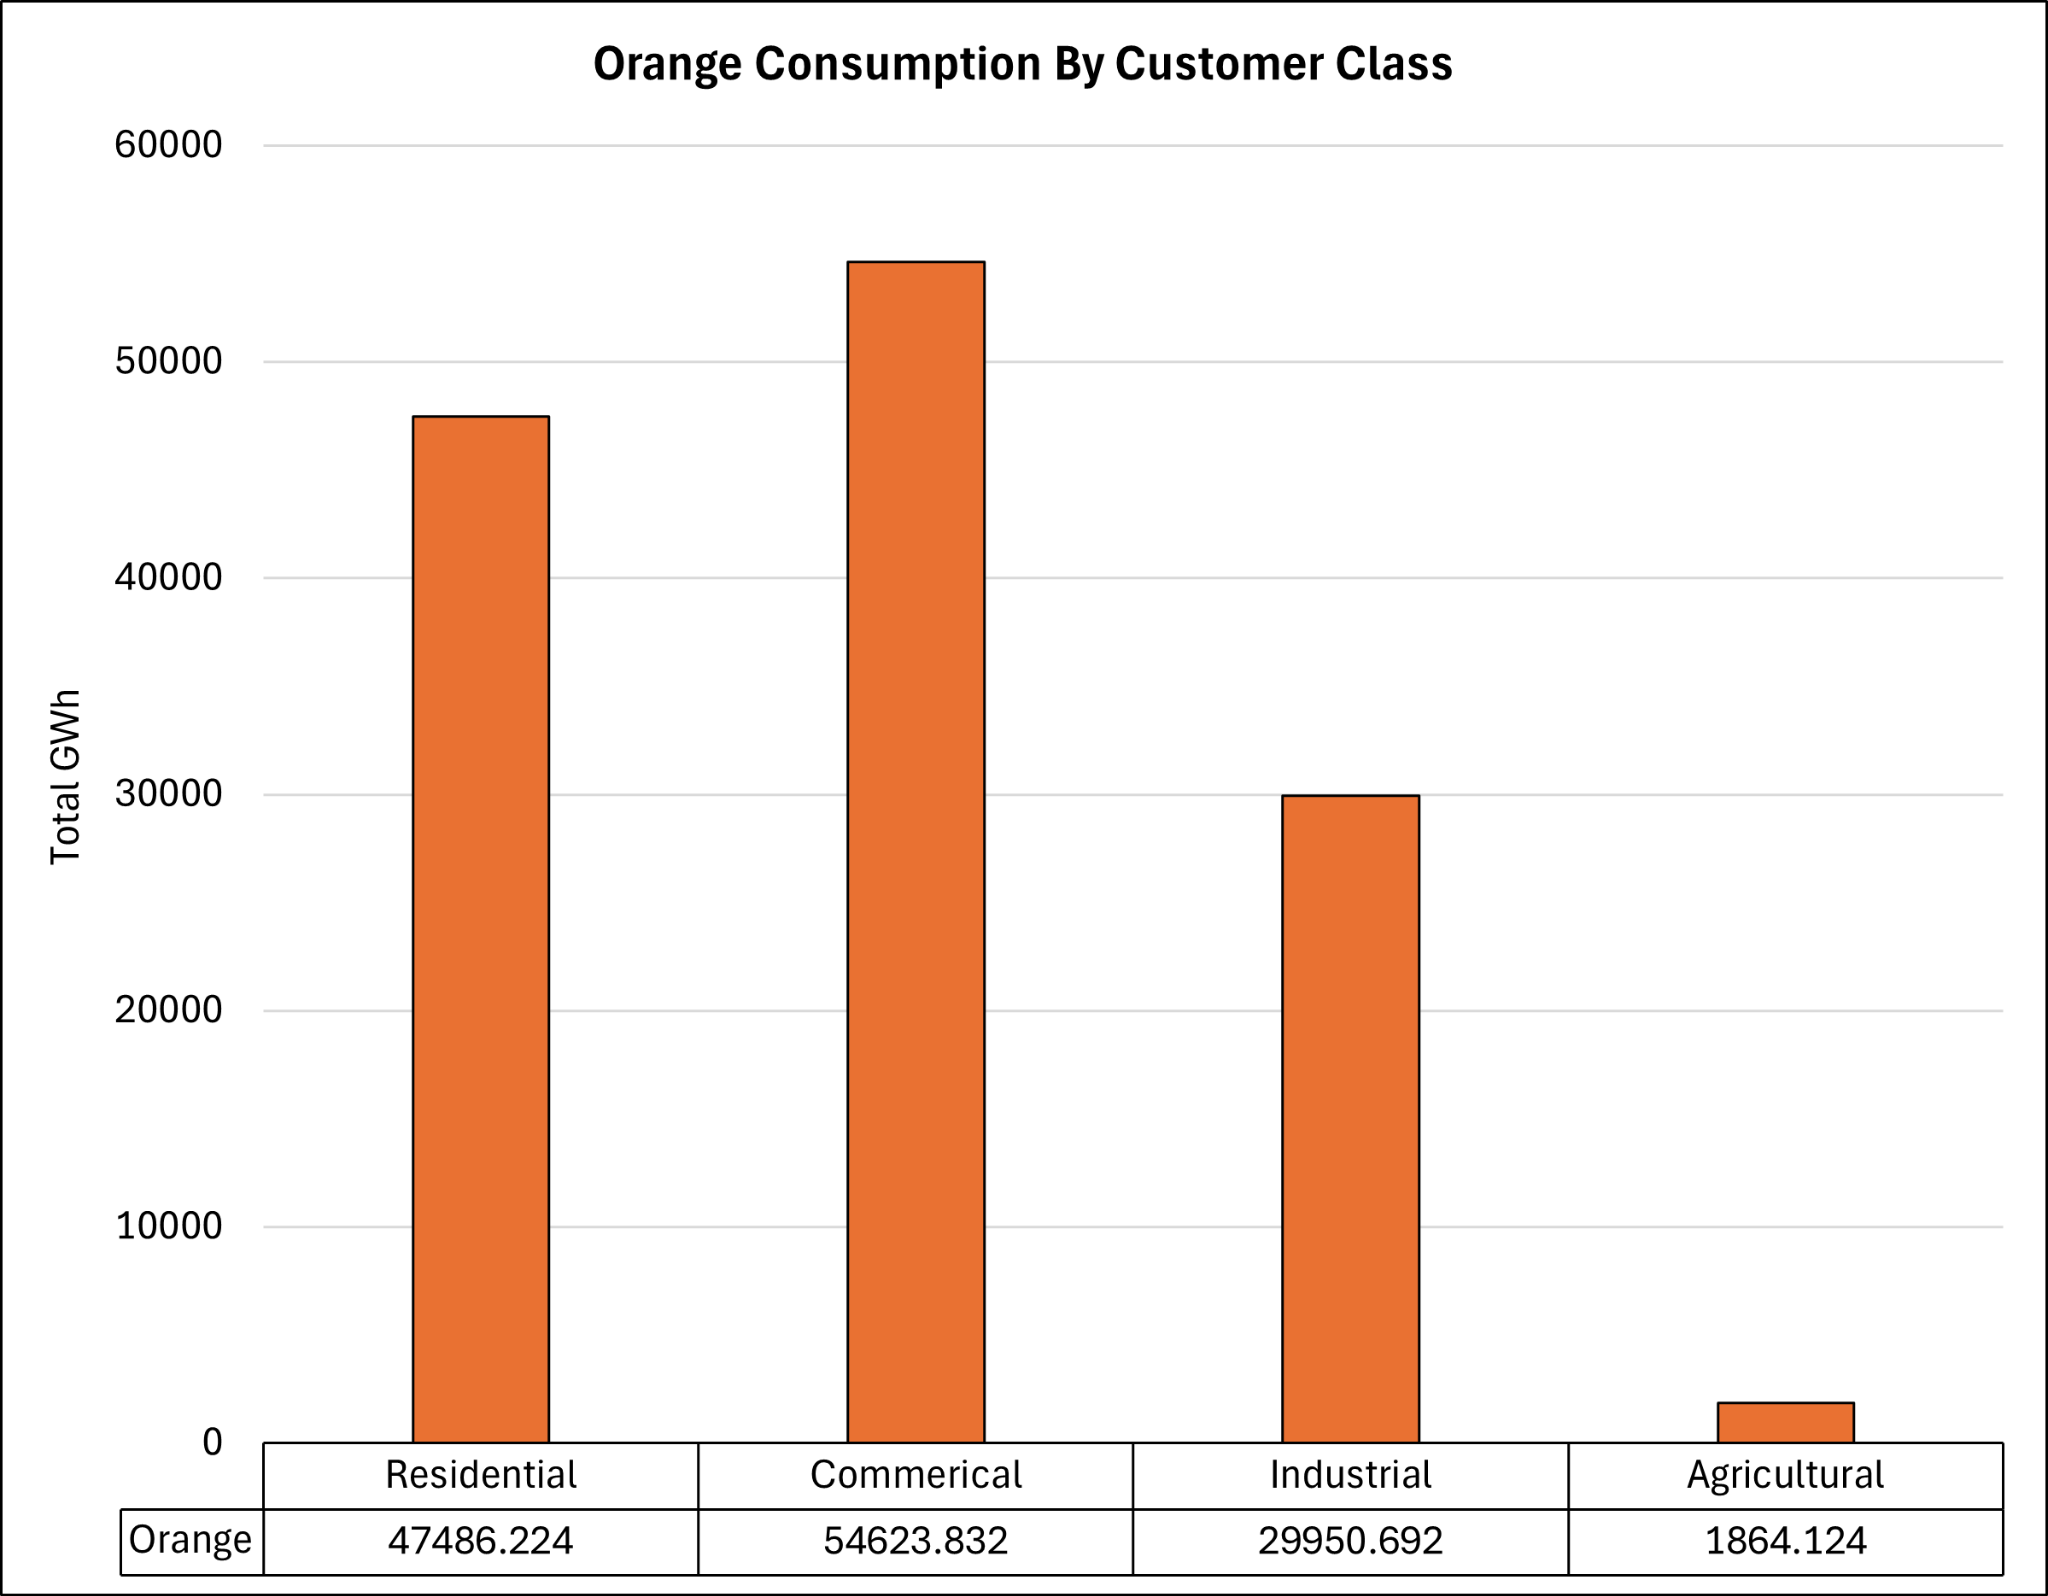 Orange Consumption By Customer Class
60000
50000
40000
30000
20000
10000
0
Total GWh
Residential Commerical Industrial Agricultural
Orange 47486.224 54623.832 29950.692 1864.124